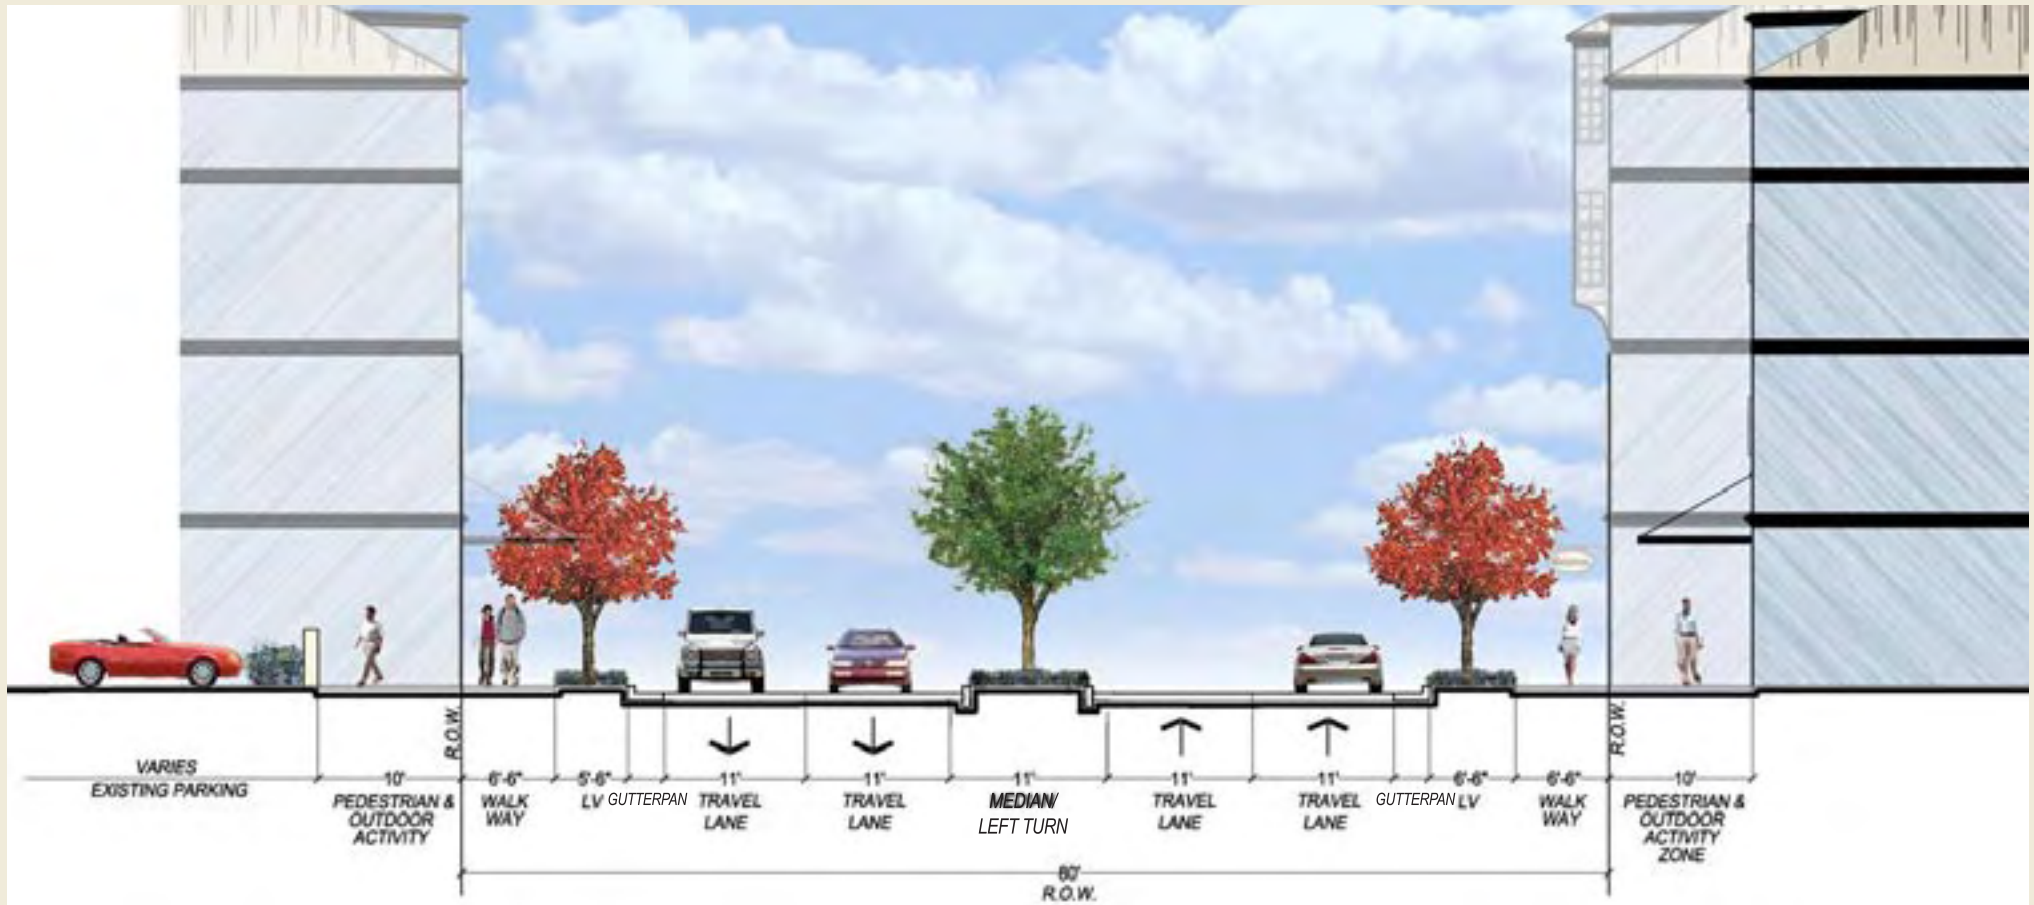 R.O.W.
R.O.W.
VARIES
EXISTING PARKING
10'
PEDESTRIAN &
OUTDOOR
ACTIVITY
6'-6"
WALK
WAY
5'-6"
LV
GUTTERPAN
11'
TRAVEL
LANE
11'
TRAVEL
LANE
11'
MEDIAN/
LEFT TURN
11'
TRAVEL
LANE
11'
TRAVEL
LANE
GUTTERPAN
6'-6"
LV
6'-6"
WALK
WAY
10'
PEDESTRIAN &
OUTDOOR
ACTIVITY
ZONE
80'
R.O.W.